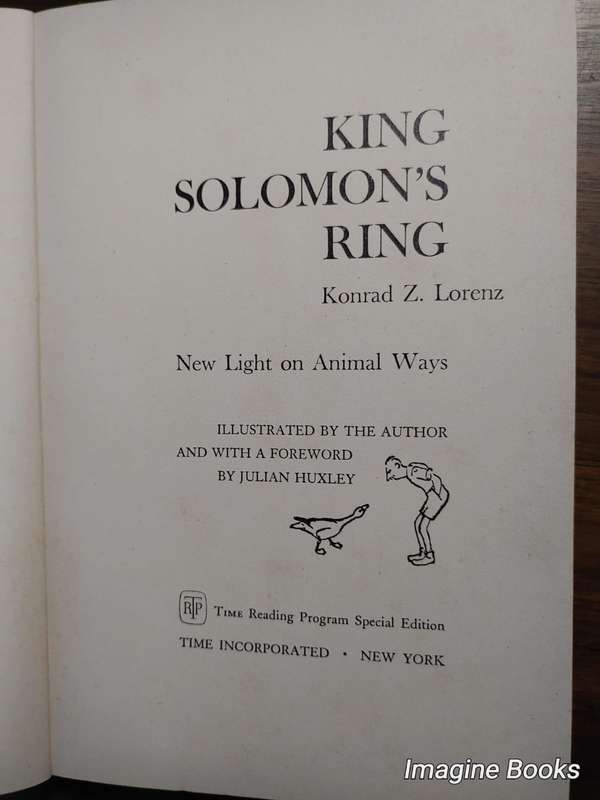 KING
SOLOMON'S
RING
Konrad Z. Lorenz
New Light on Animal Ways
ILLUSTRATED BY THE AUTHOR
AND WITH A FOREWORD
BY JULIAN HUXLEY
RTP TIME Reading Program Special Edition
TIME INCORPORATED • NEW YORK
Imagine Books